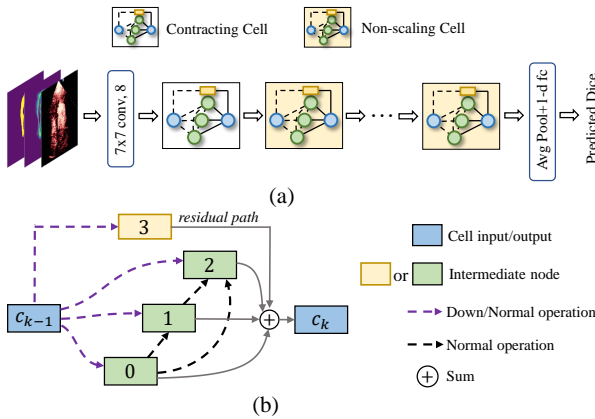 Contracting Cell
Non-scaling Cell
7x7 conv, 8
...
Avg Pool+1-d fc
Predicted Dice
(a)
3
residual path
Cell input/output
2
or
Intermediate node
c_{k-1}
1
c_k
Down/Normal operation
0
Normal operation
Sum
(b)